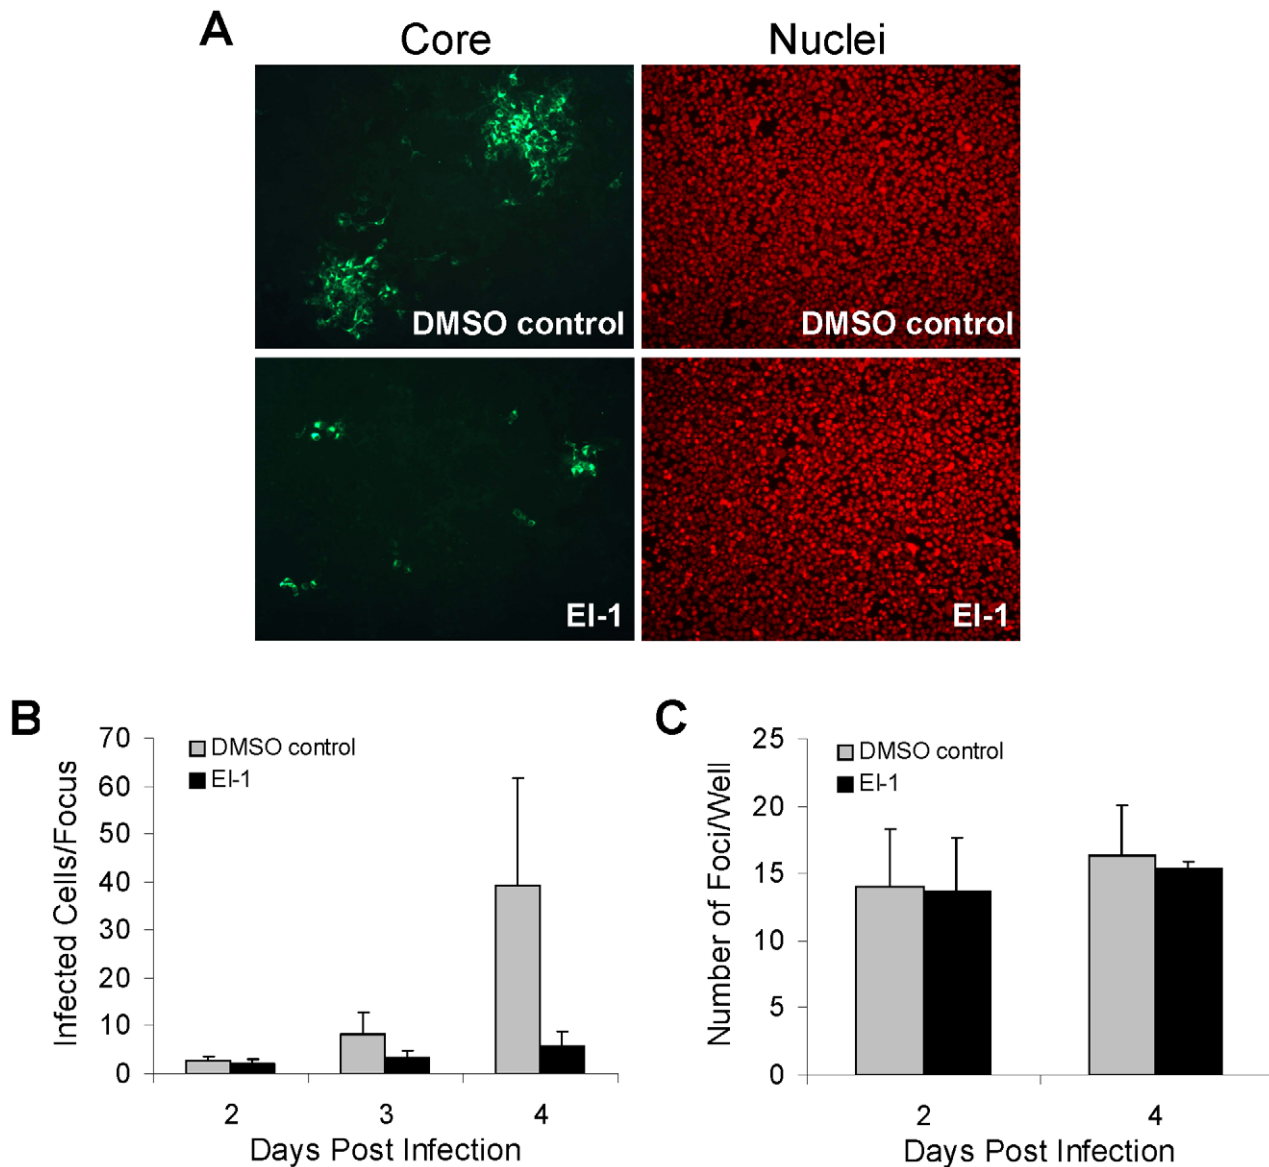 A
Core
Nuclei
DMSO control
DMSO control
EI-1
EI-1
B
70
60
50
40
30
20
10
0
Infected Cells/Focus
DMSO control
EI-1
2
3
4
Days Post Infection
C
25
20
15
10
5
0
Number of Foci/Well
DMSO control
EI-1
2
4
Days Post Infection